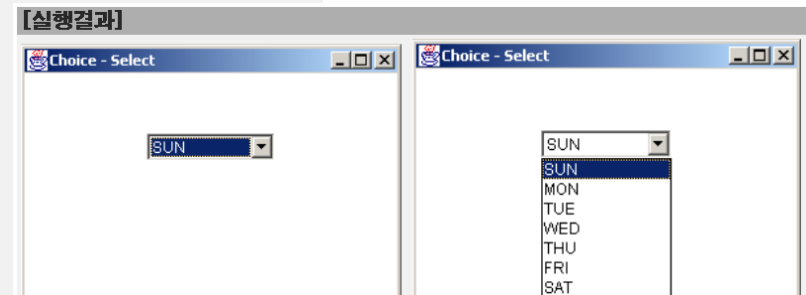 [실행결과]
Choice - Select
SUN
Choice - Select
SUN
SUN
MON
TUE
WED
THU
FRI
SAT